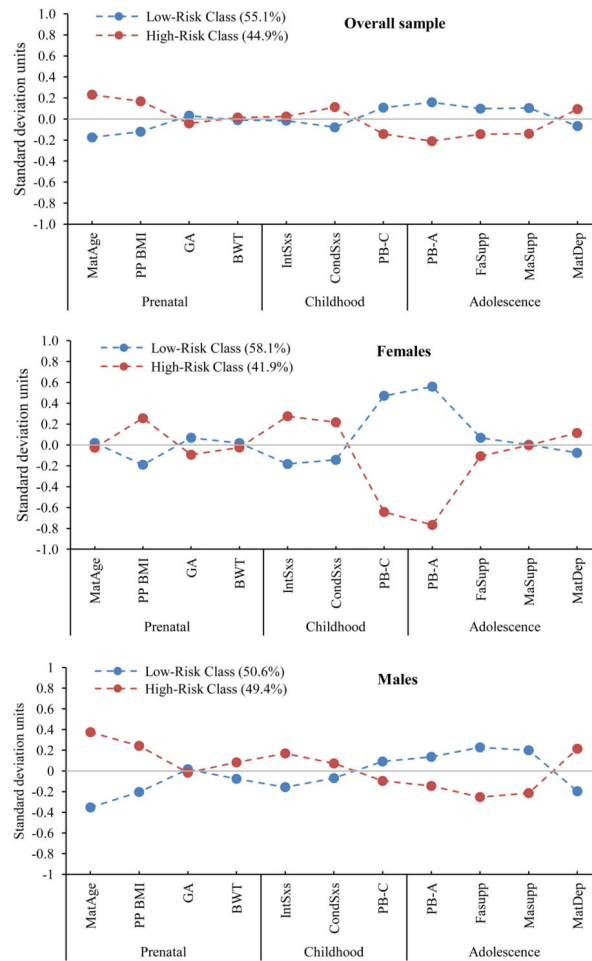 Overall sample
Low-Risk Class (55.1%)
High-Risk Class (44.9%)
Standard deviation units
1.0
0.8
0.6
0.4
0.2
0.0
-0.2
-0.4
-0.6
-0.8
-1.0
MatAge
PP BMI
GA
BWT
IntSxs
CondSxs
PB-C
PB-A
FaSupp
MaSupp
MatDep
Prenatal
Childhood
Adolescence
Females
Low-Risk Class (58.1%)
High-Risk Class (41.9%)
Standard deviation units
1.0
0.8
0.6
0.4
0.2
0.0
-0.2
-0.4
-0.6
-0.8
-1.0
MatAge
PP BMI
GA
BWT
IntSxs
CondSxs
PB-C
PB-A
FaSupp
MaSupp
MatDep
Prenatal
Childhood
Adolescence
Males
Low-Risk Class (50.6%)
High-Risk Class (49.4%)
Standard deviation units
1
0.8
0.6
0.4
0.2
0
-0.2
-0.4
-0.6
-0.8
-1
MatAge
PP BMI
GA
BWT
IntSxs
CondSxs
PB-C
PB-A
Fasupp
Masupp
MatDep
Prenatal
Childhood
Adolescence